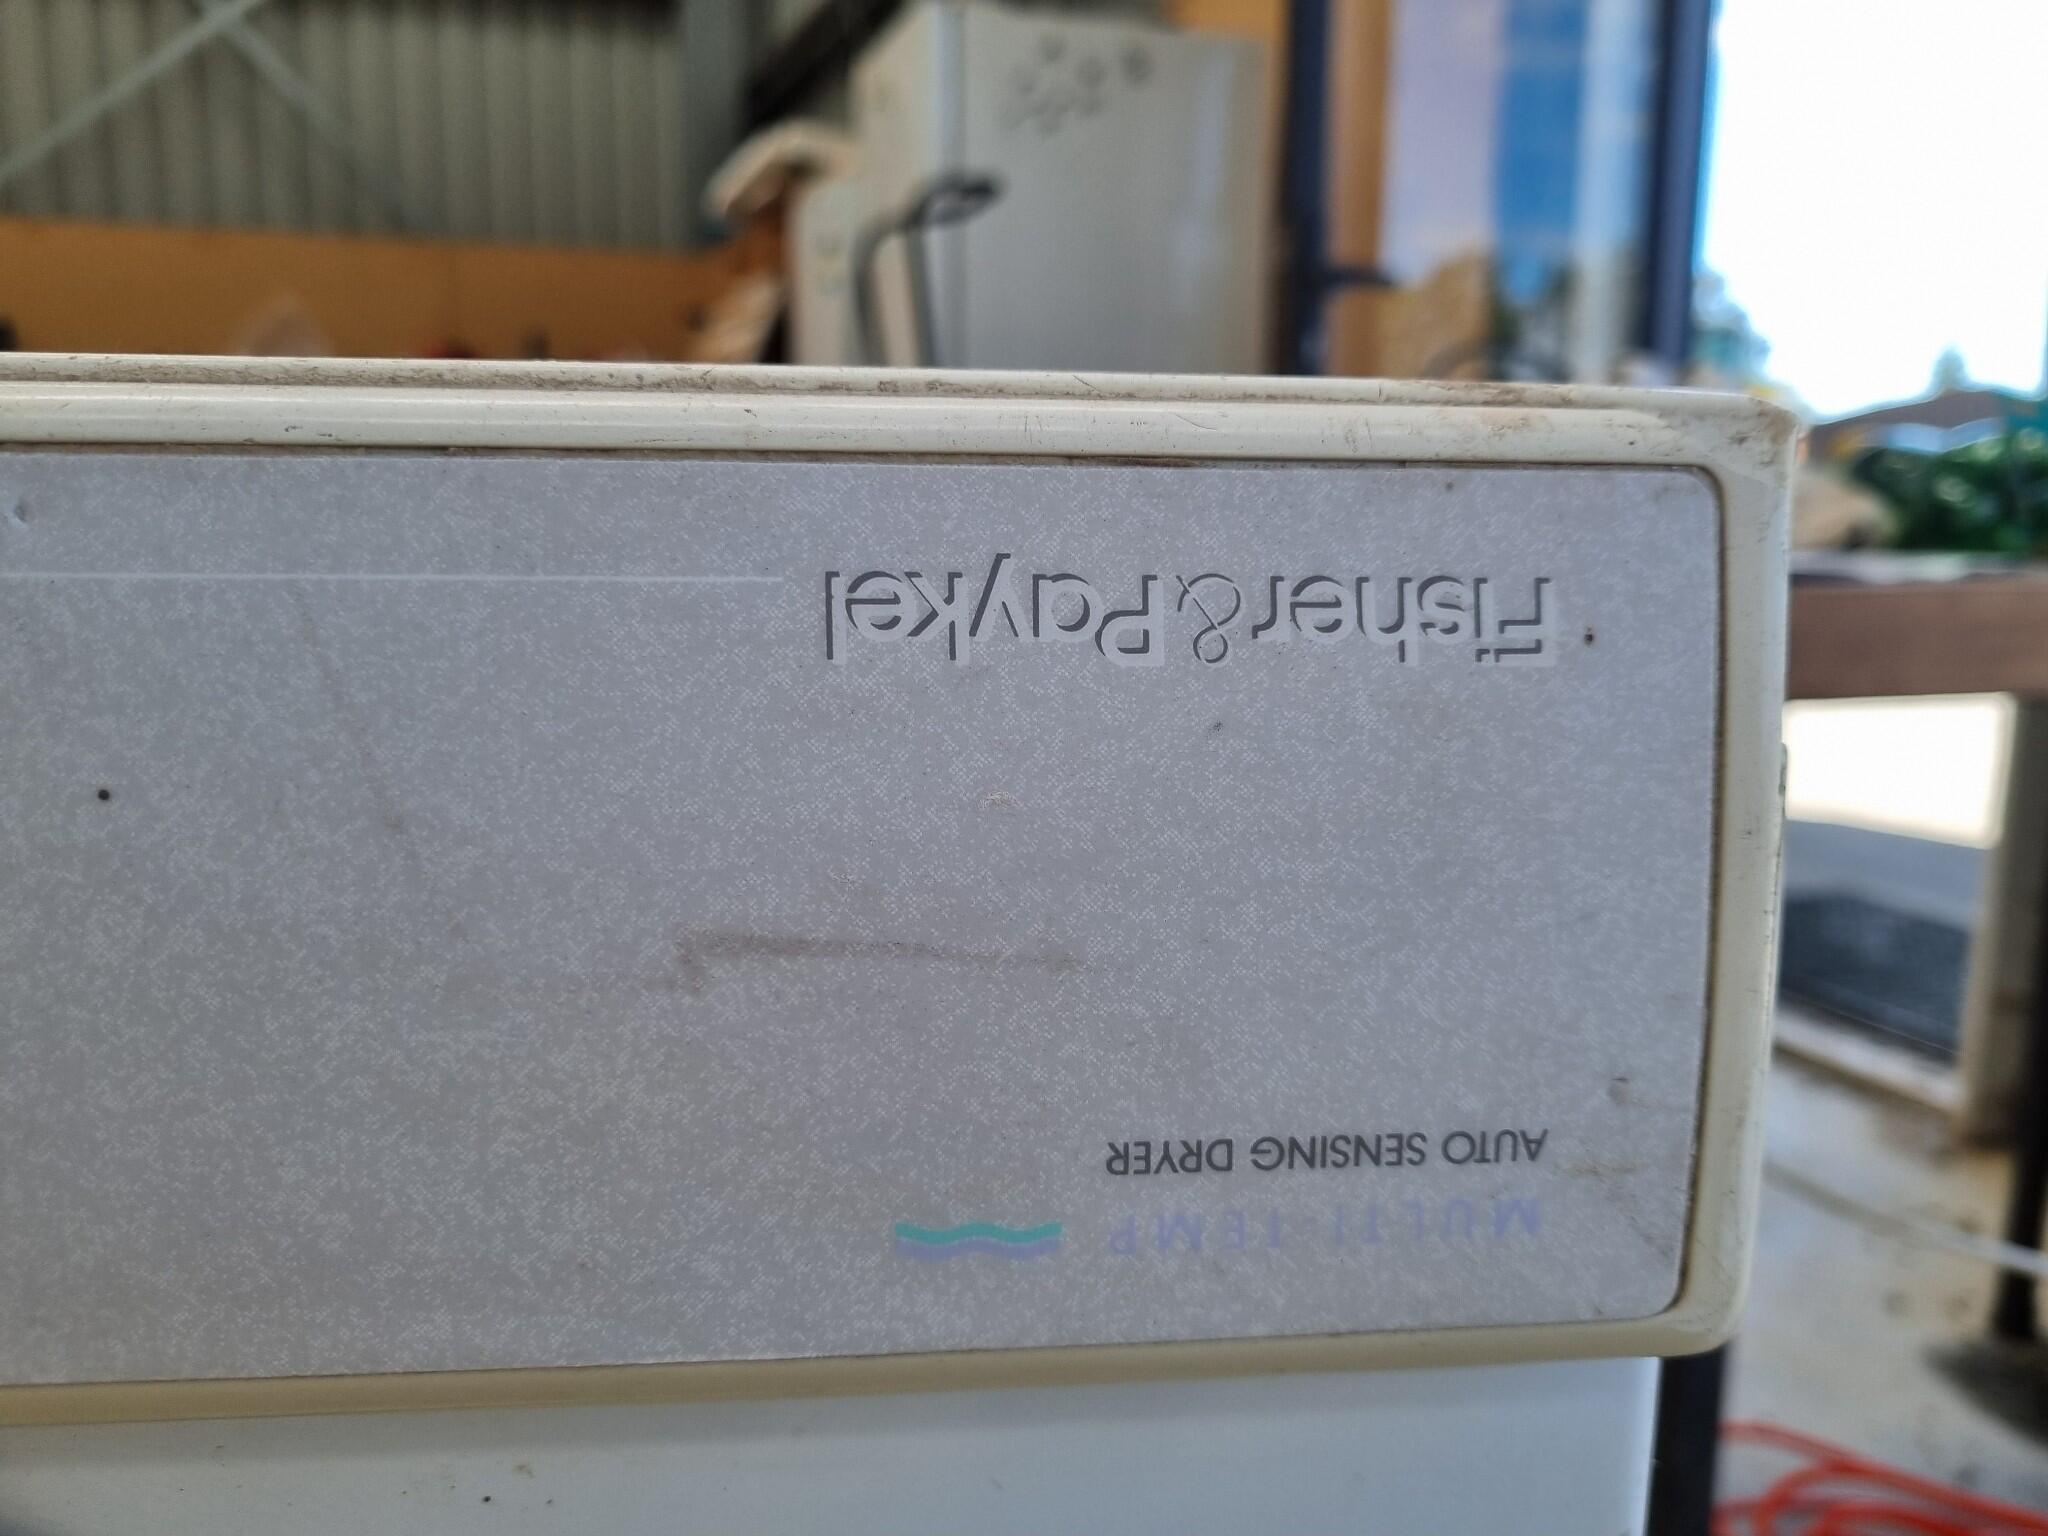 Fisher&Paykel
AUTO SENSING DRYER
MULTI-TEMP